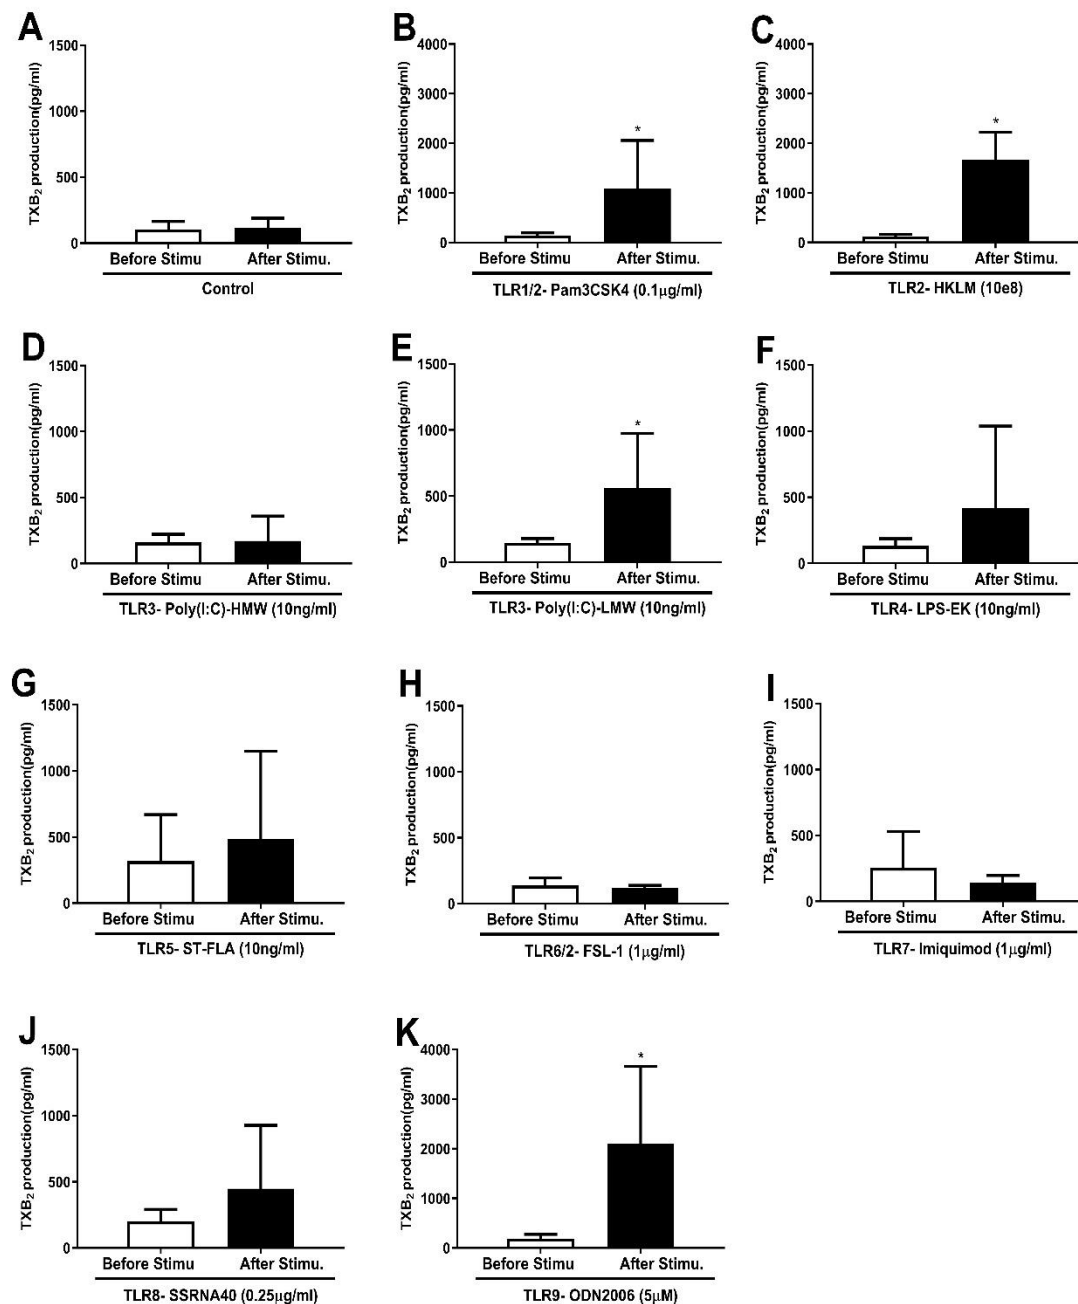 A
TXB₂ production(pg/ml)
1500
1000
500
0
Before Stimu
After Stimu.
Control
B
TXB₂ production(pg/ml)
4000
3000
2000
1000
0
*
Before Stimu
After Stimu.
TLR1/2- Pam3CSK4 (0.1μg/ml)
C
TXB₂ production(pg/ml)
4000
3000
2000
1000
0
*
Before Stimu
After Stimu.
TLR2- HKLM (10e8)
D
TXB₂ production(pg/ml)
1500
1000
500
0
Before Stimu
After Stimu.
TLR3- Poly(I:C)-HMW (10ng/ml)
E
TXB₂ production(pg/ml)
1500
1000
500
0
*
Before Stimu
After Stimu.
TLR3- Poly(I:C)-LMW (10ng/ml)
F
TXB₂ production(pg/ml)
1500
1000
500
0
Before Stimu
After Stimu.
TLR4- LPS-EK (10ng/ml)
G
TXB₂ production(pg/ml)
1500
1000
500
0
Before Stimu
After Stimu.
TLR5- ST-FLA (10ng/ml)
H
TXB₂ production(pg/ml)
1500
1000
500
0
Before Stimu
After Stimu.
TLR6/2- FSL-1 (1μg/ml)
I
TXB₂ production(pg/ml)
1500
1000
500
0
Before Stimu
After Stimu.
TLR7- Imiquimod (1μg/ml)
J
TXB₂ production(pg/ml)
1500
1000
500
0
Before Stimu
After Stimu.
TLR8- SSRNA40 (0.25μg/ml)
K
TXB₂ production(pg/ml)
4000
3000
2000
1000
0
*
Before Stimu
After Stimu.
TLR9- ODN2006 (5μM)